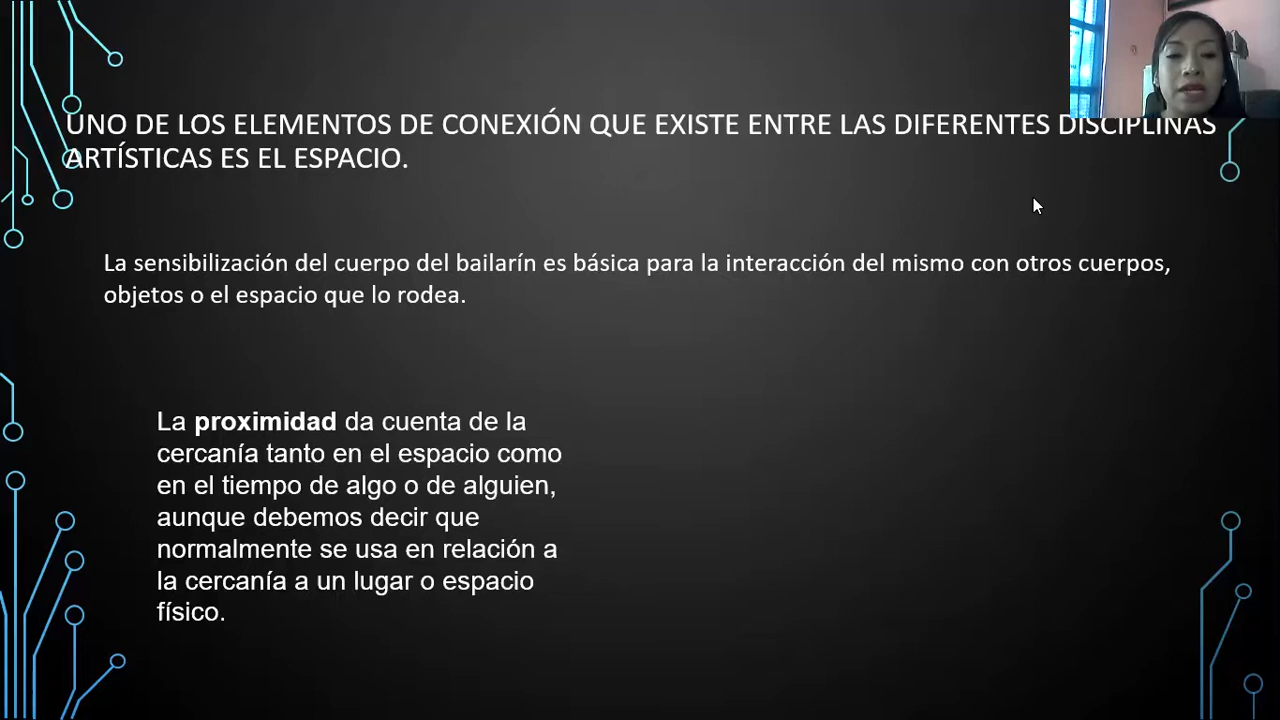 UNO DE LOS ELEMENTOS DE CONEXIÓN QUE EXISTE ENTRE LAS DIFERENTES DISCIPLINAS
ARTÍSTICAS ES EL ESPACIO.
La sensibilización del cuerpo del bailarín es básica para la interacción del mismo con otros cuerpos,
objetos o el espacio que lo rodea.
La proximidad da cuenta de la
cercanía tanto en el espacio como
en el tiempo de algo o de alguien,
aunque debemos decir que
normalmente se usa en relación a
la cercanía a un lugar o espacio
físico.